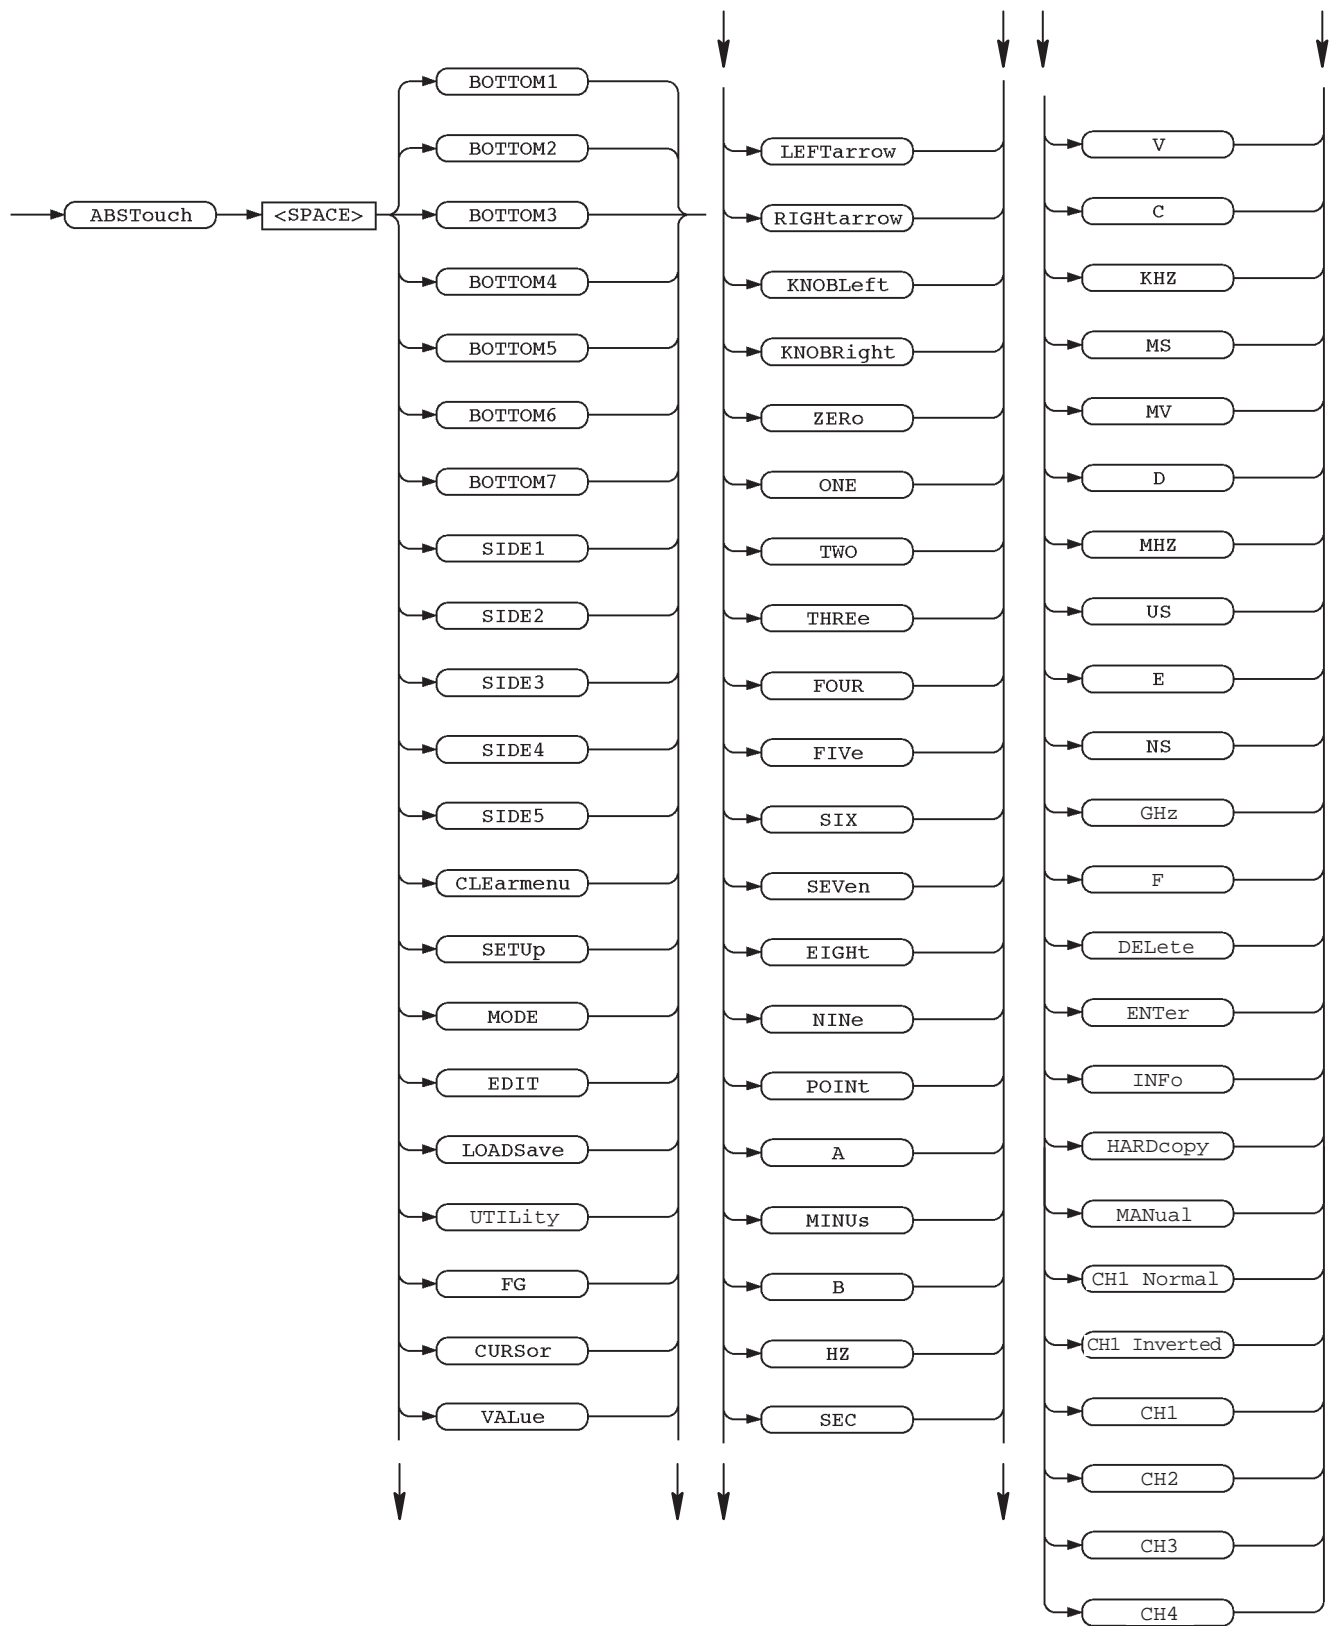 ABSTouch
<SPACE>
BOTTOM1
BOTTOM2
BOTTOM3
BOTTOM4
BOTTOM5
BOTTOM6
BOTTOM7
SIDE1
SIDE2
SIDE3
SIDE4
SIDE5
CLEarmenu
SETUp
MODE
EDIT
LOADSave
UTILity
FG
CURSor
VALue
LEFTarrow
RIGHtarrow
KNOBLeft
KNOBRight
ZERo
ONE
TWO
THREe
FOUR
FIVe
SIX
SEVen
EIGHt
NINe
POINt
A
MINUs
B
HZ
SEC
V
C
KHZ
MS
MV
D
MHZ
US
E
NS
GHz
F
DELete
ENTer
INFo
HARDcopy
MANual
CH1 Normal
CH1 Inverted
CH1
CH2
CH3
CH4